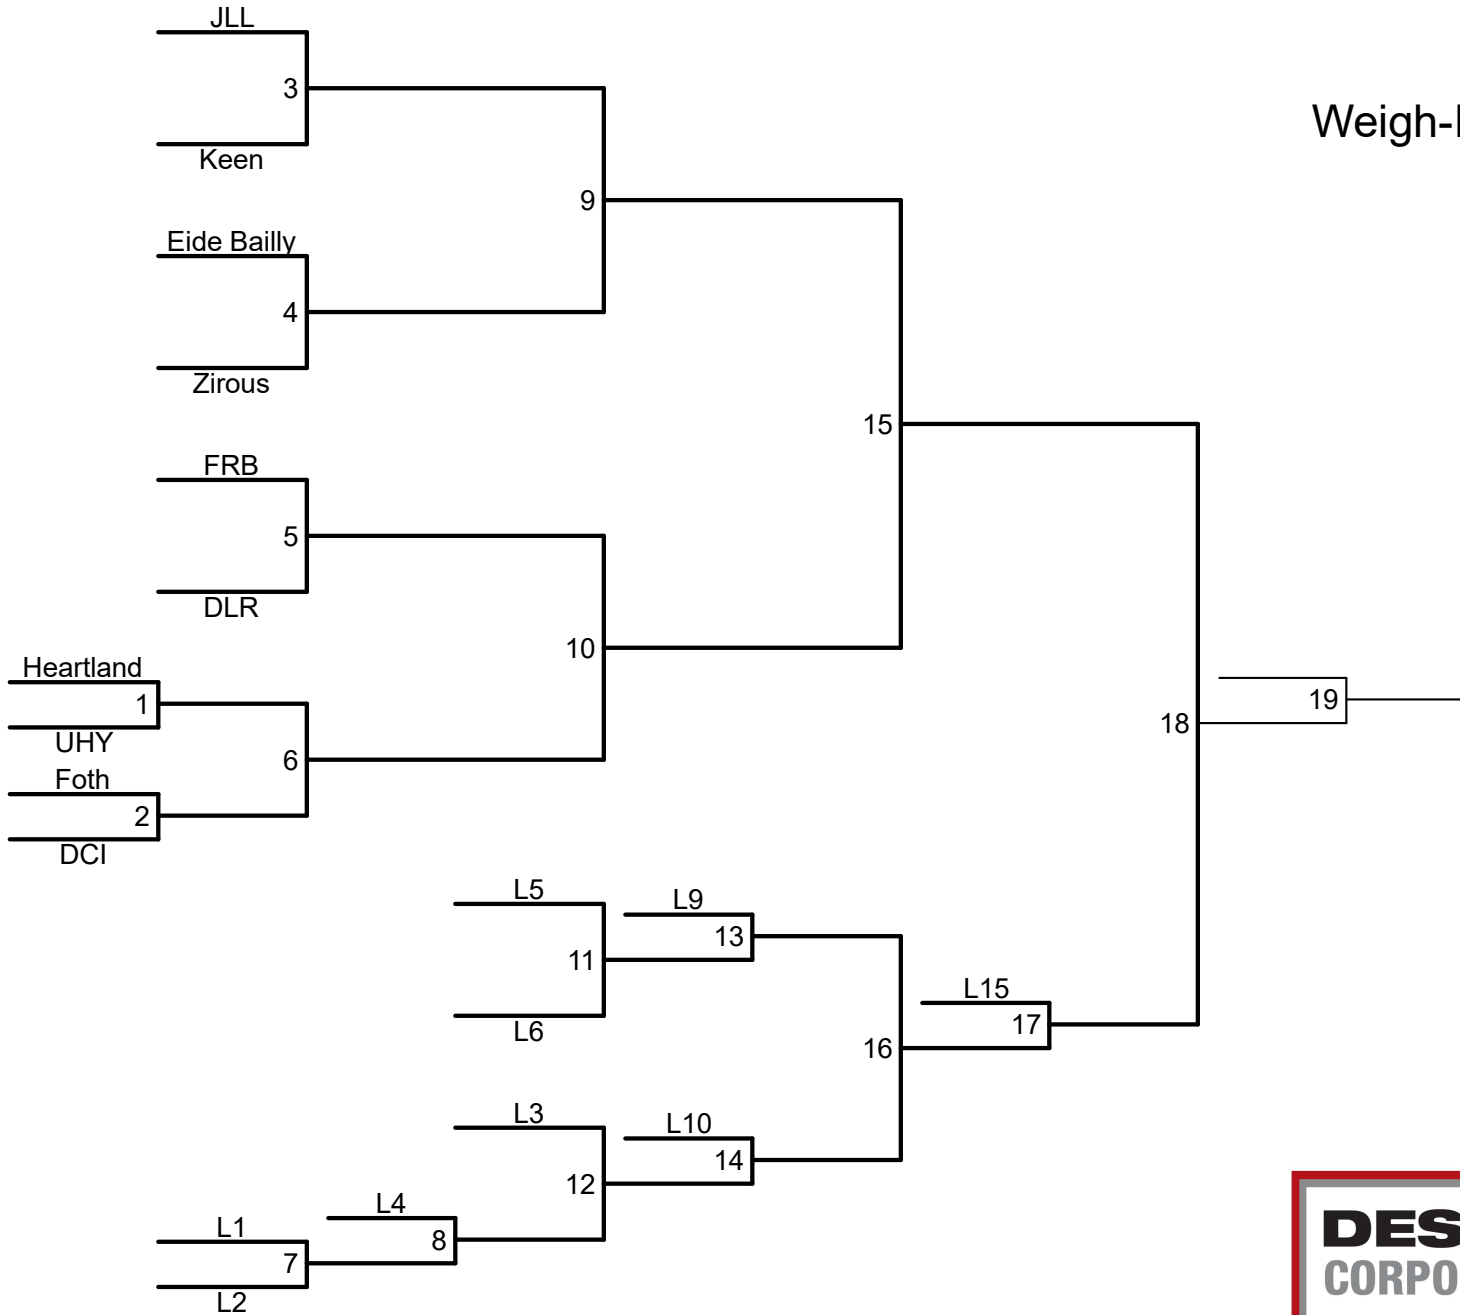 JLL
3
Keen
Weigh-
9
Eide Bailly
4
Zirous
15
FRB
5
DLR
10
Heartland
1
UHY
6
Foth
2
DCI
19
18
L5
L9
13
11
L6
L15
17
16
L3
L10
14
12
L4
L1
8
7
L2
DES
CORPO